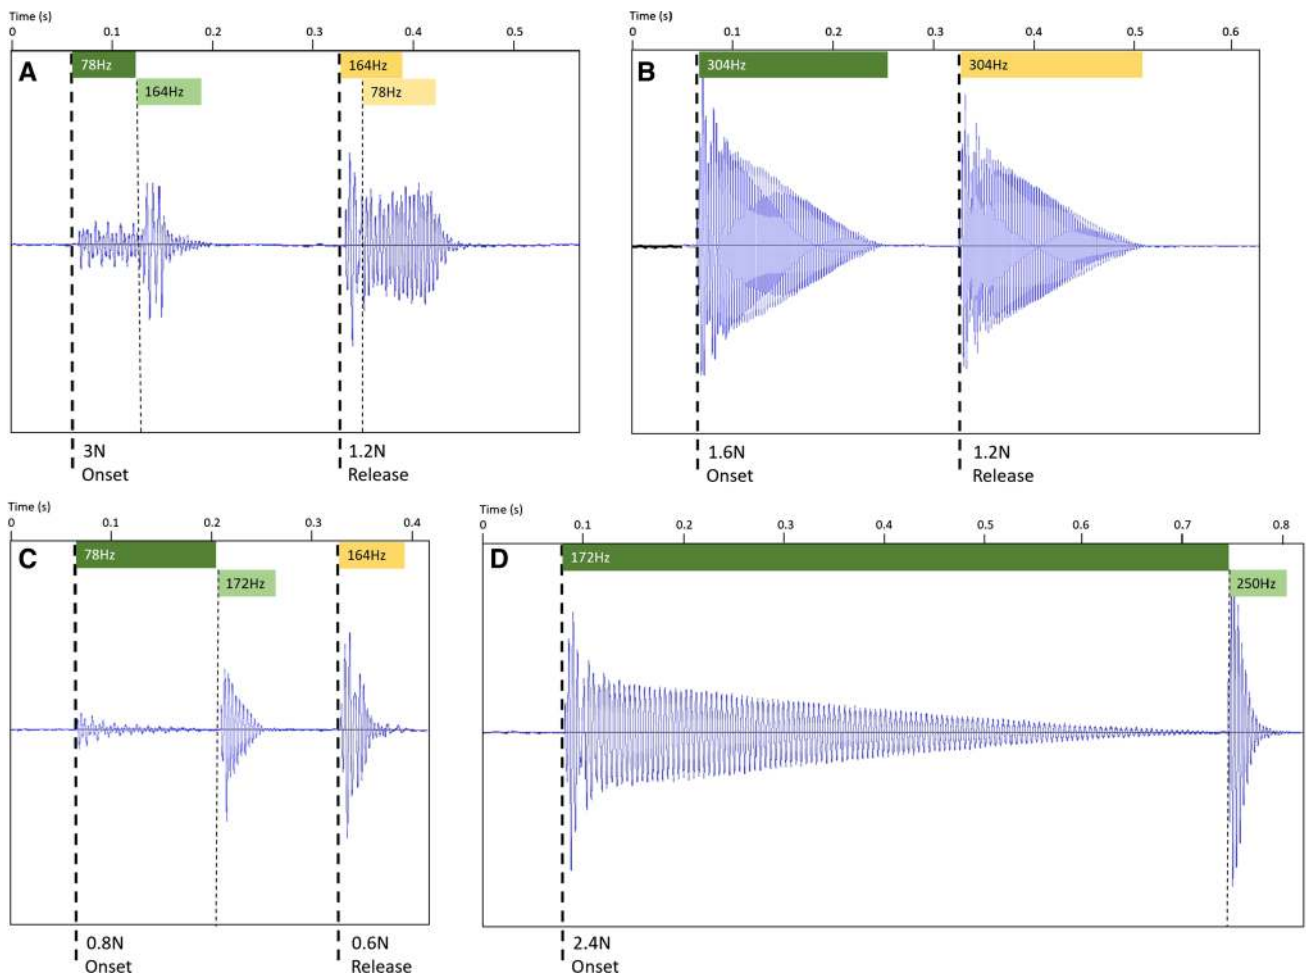 Time (s)
0 0.1 0.2 0.3 0.4 0.5
A
78Hz
164Hz
164Hz
78Hz
3N
Onset
1.2N
Release
Time (s)
0 0.1 0.2 0.3 0.4 0.5 0.6
B
304Hz
304Hz
1.6N
Onset
1.2N
Release
Time (s)
0 0.1 0.2 0.3 0.4
C
78Hz
172Hz
164Hz
0.8N
Onset
0.6N
Release
Time (s)
0 0.1 0.2 0.3 0.4 0.5 0.6 0.7 0.8
D
172Hz
250Hz
2.4N
Onset